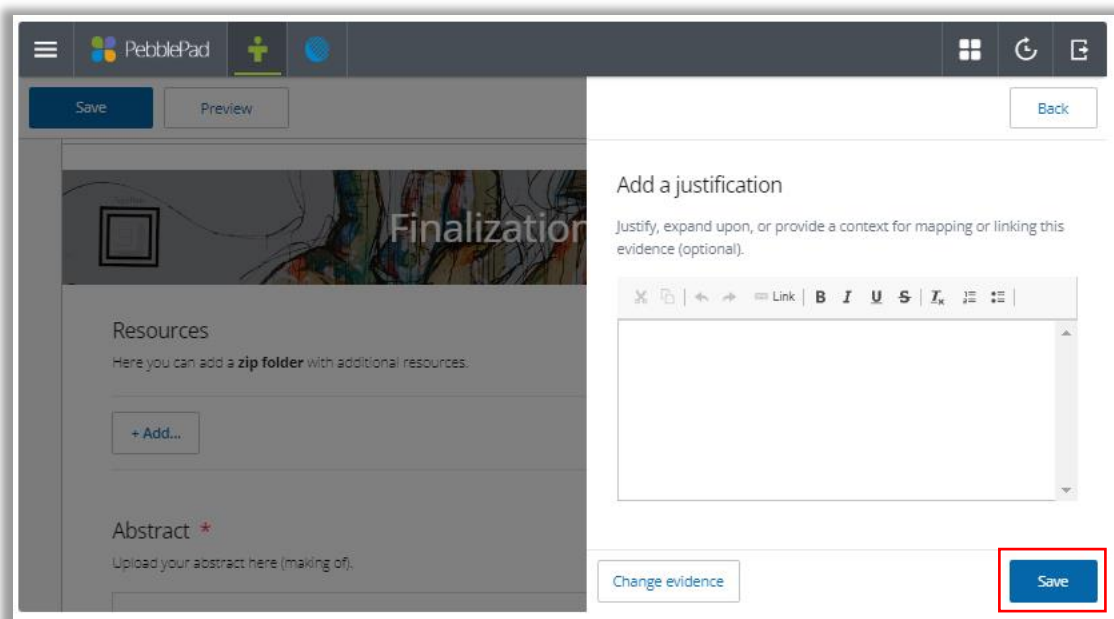 PebblePad
Save
Preview
Back
Finalization
Add a justification
Justify, expand upon, or provide a context for mapping or linking this
evidence (optional).
Link B I U S Ix
Resources
Here you can add a zip folder with additional resources.
+ Add...
Abstract *
Upload your abstract here (making of).
Change evidence
Save